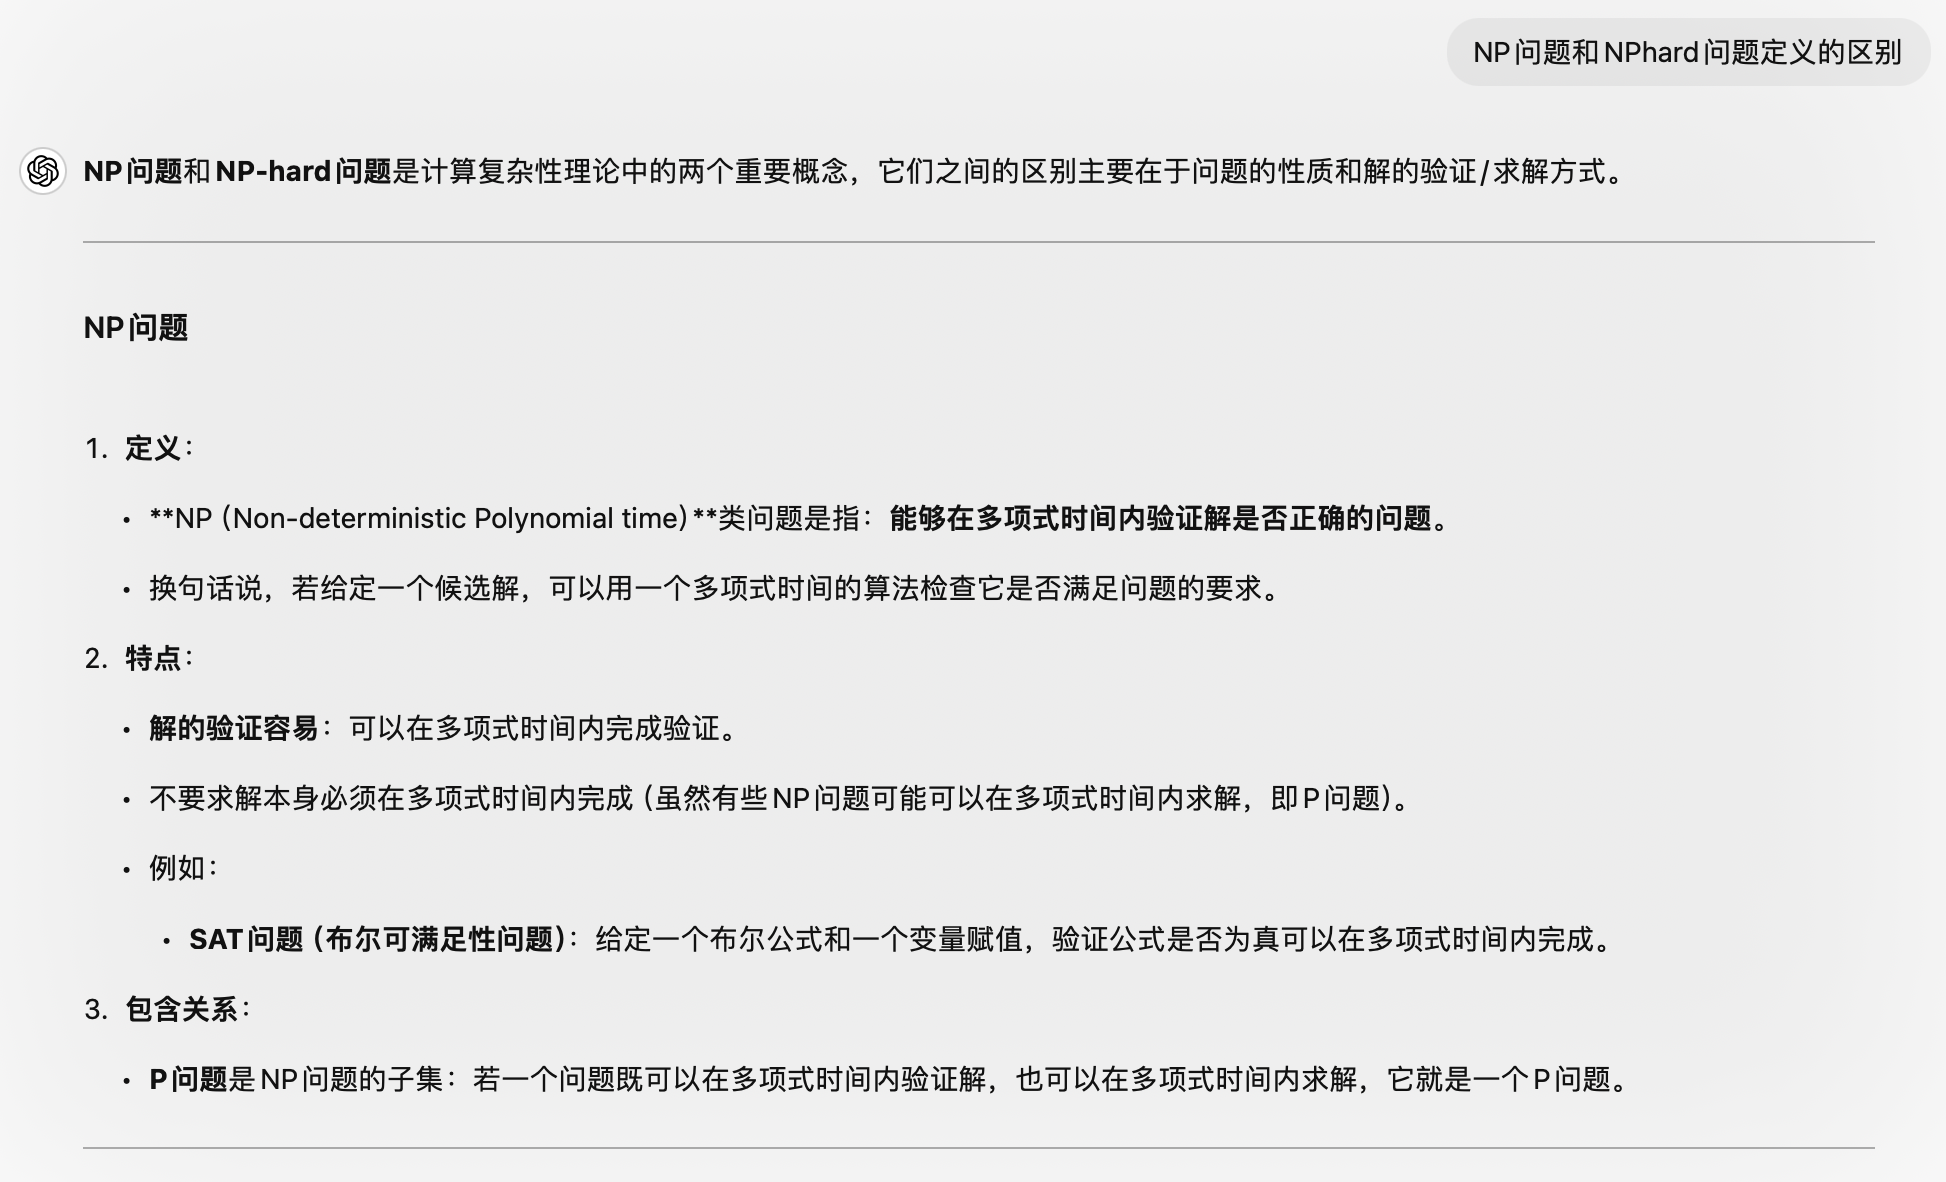 NP问题和NPhard问题定义的区别
NP问题和NP-hard问题是计算复杂性理论中的两个重要概念，它们之间的区别主要在于问题的性质和解的验证/求解方式。
NP问题
1. 定义：
• **NP（Non-deterministic Polynomial time）**类问题是指：能够在多项式时间内验证解是否正确的问题。
• 换句话说，若给定一个候选解，可以用一个多项式时间的算法检查它是否满足问题的要求。
2. 特点：
• 解的验证容易：可以在多项式时间内完成验证。
• 不要求解本身必须在多项式时间内完成（虽然有些NP问题可能可以在多项式时间内求解，即P问题）。
• 例如：
• SAT问题（布尔可满足性问题）：给定一个布尔公式和一个变量赋值，验证公式是否为真可以在多项式时间内完成。
3. 包含关系：
• P问题是NP问题的子集：若一个问题既可以在多项式时间内验证解，也可以在多项式时间内求解，它就是一个P问题。